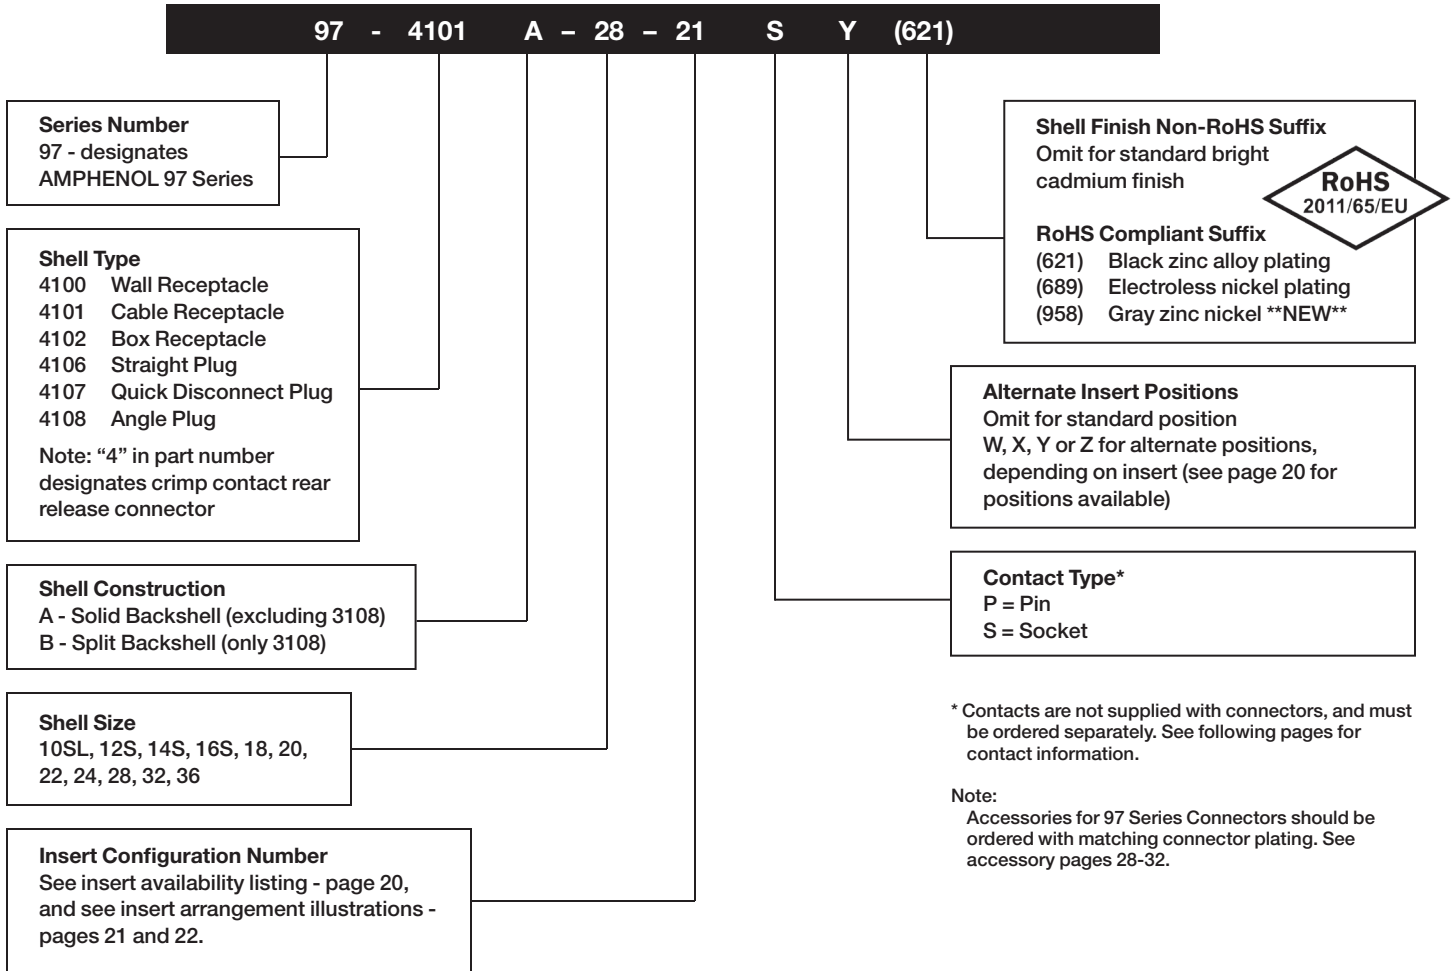 97 - 4101 A – 28 – 21 S Y (621)
Series Number
97 - designates
AMPHENOL 97 Series
Shell Type
4100 Wall Receptacle
4101 Cable Receptacle
4102 Box Receptacle
4106 Straight Plug
4107 Quick Disconnect Plug
4108 Angle Plug
Note: “4” in part number
designates crimp contact rear
release connector
Shell Construction
A - Solid Backshell (excluding 3108)
B - Split Backshell (only 3108)
Shell Size
10SL, 12S, 14S, 16S, 18, 20,
22, 24, 28, 32, 36
Insert Configuration Number
See insert availability listing - page 20,
and see insert arrangement illustrations -
pages 21 and 22.
Shell Finish Non-RoHS Suffix
Omit for standard bright
cadmium finish
RoHS
2011/65/EU
RoHS Compliant Suffix
(621) Black zinc alloy plating
(689) Electroless nickel plating
(958) Gray zinc nickel **NEW**
Alternate Insert Positions
Omit for standard position
W, X, Y or Z for alternate positions,
depending on insert (see page 20 for
positions available)
Contact Type*
P = Pin
S = Socket
* Contacts are not supplied with connectors, and must
be ordered separately. See following pages for
contact information.
Note:
Accessories for 97 Series Connectors should be
ordered with matching connector plating. See
accessory pages 28-32.